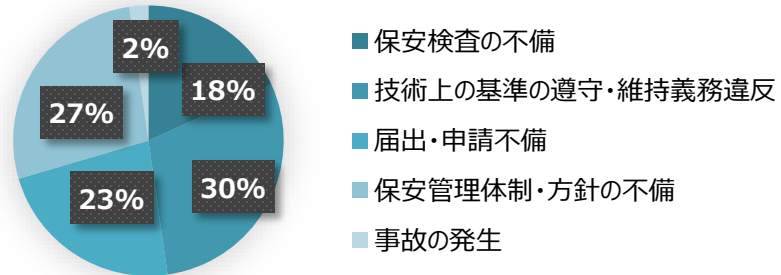 2%
18%
27%
30%
23%
保安検査の不備
技術上の基準の遵守・維持義務違反
届出・申請不備
保安管理体制・方針の不備
事故の発生